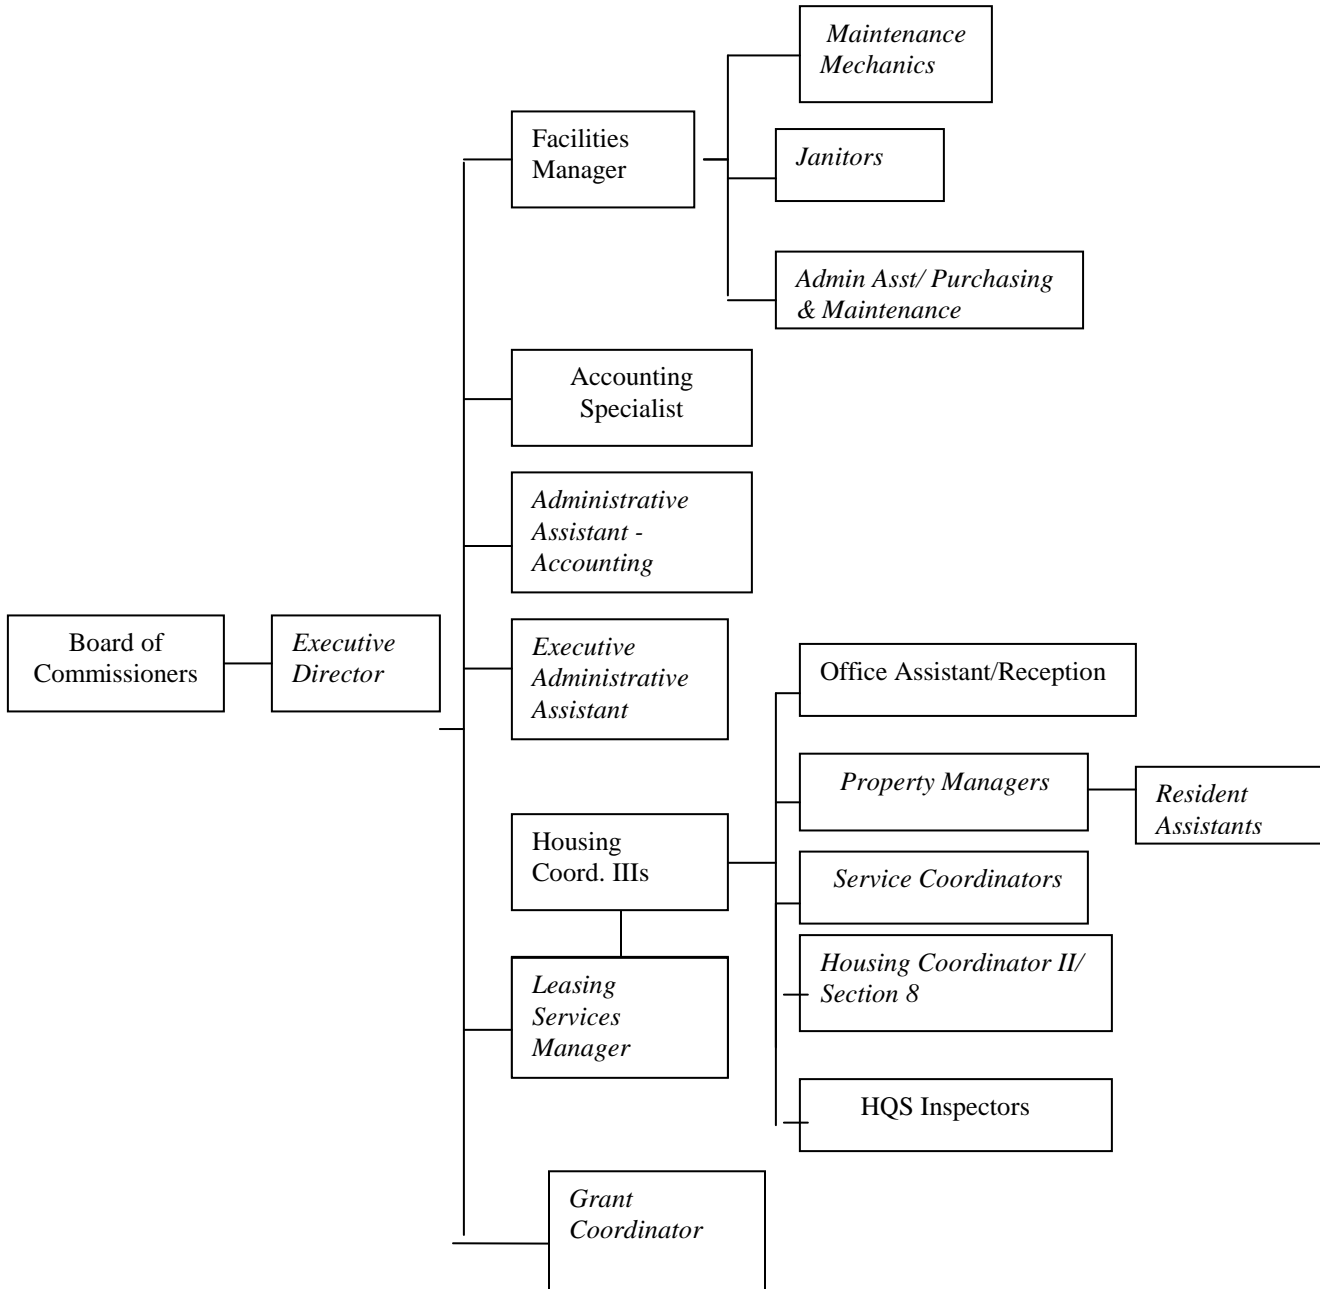 Maintenance
Mechanics
Facilities
Manager
Janitors
Admin Asst/ Purchasing
& Maintenance
Accounting
Specialist
Administrative
Assistant -
Accounting
Board of
Commissioners
Executive
Director
Executive
Administrative
Assistant
Office Assistant/Reception
Property Managers
Resident
Assistants
Housing
Coord. IIIs
Service Coordinators
Housing Coordinator II/
Section 8
Leasing
Services
Manager
HQS Inspectors
Grant
Coordinator